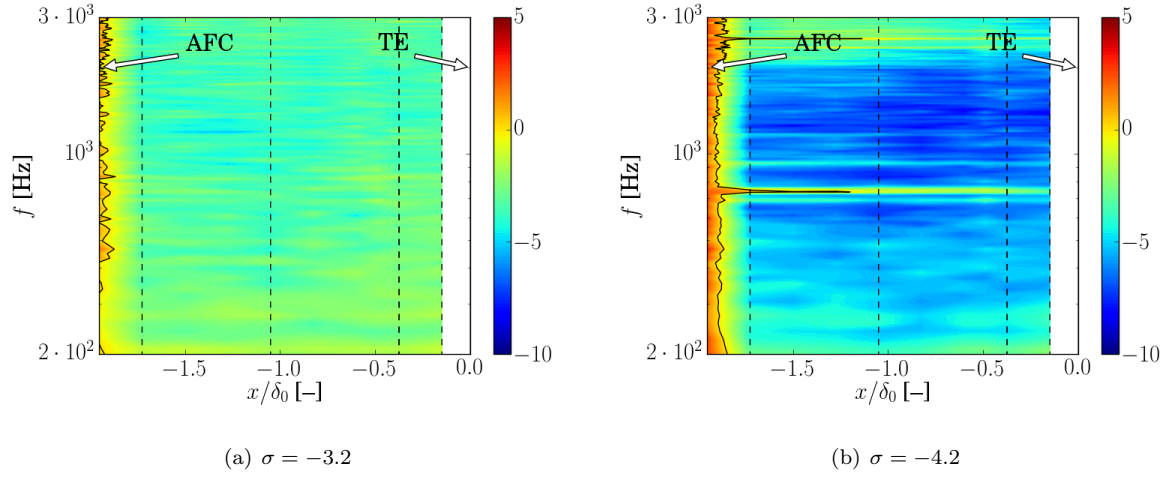 3 · 10³
AFC
TE
10³
f [Hz]
2 · 10²
−1.5
−1.0
−0.5
0.0
x/δ₀ [–]
5
0
−5
−10
(a) σ = −3.2
3 · 10³
AFC
TE
10³
f [Hz]
2 · 10²
−1.5
−1.0
−0.5
0.0
x/δ₀ [–]
5
0
−5
−10
(b) σ = −4.2